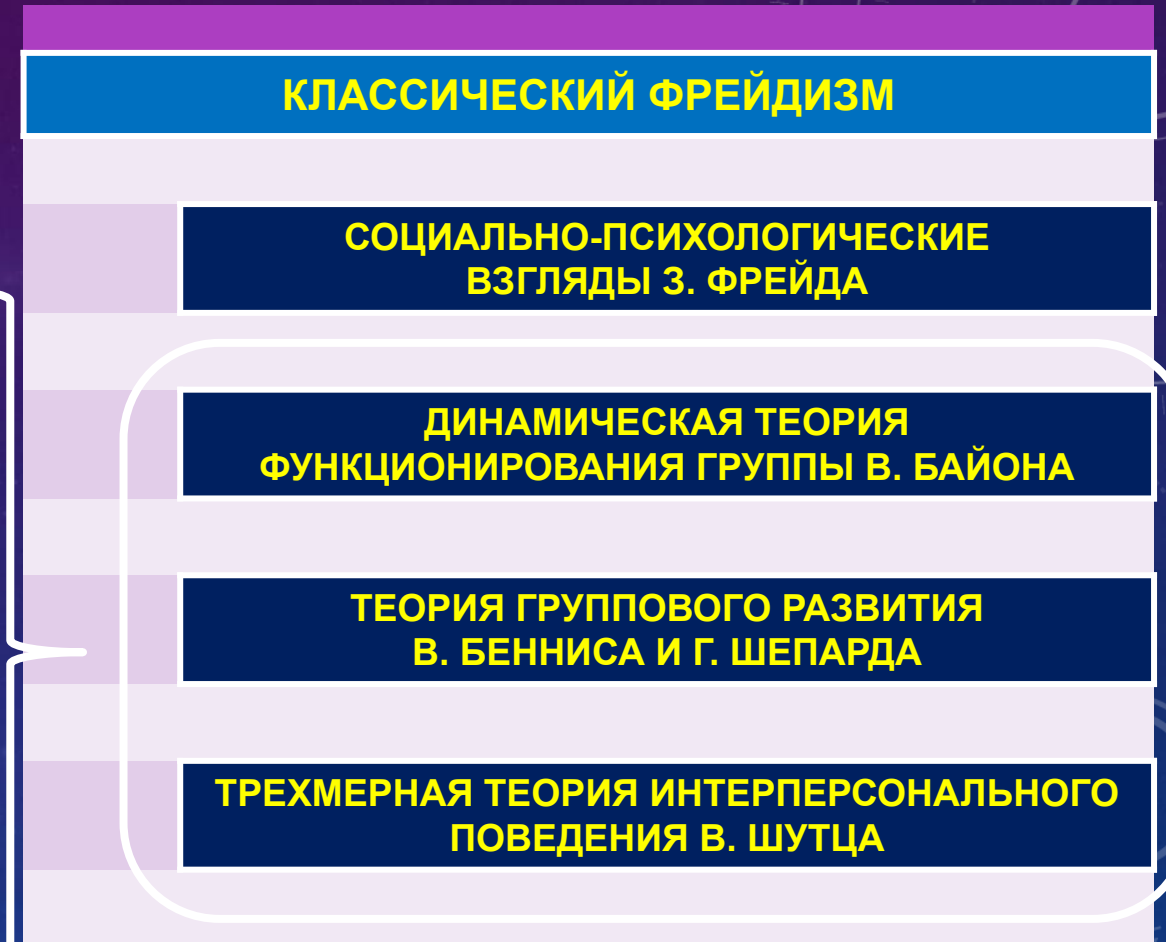 КЛАССИЧЕСКИЙ ФРЕЙДИЗМ
СОЦИАЛЬНО-ПСИХОЛОГИЧЕСКИЕ
ВЗГЛЯДЫ З. ФРЕЙДА
ДИНАМИЧЕСКАЯ ТЕОРИЯ
ФУНКЦИОНИРОВАНИЯ ГРУППЫ В. БАЙОНА
ТЕОРИЯ ГРУППОВОГО РАЗВИТИЯ
В. БЕННИСА И Г. ШЕПАРДА
ТРЕХМЕРНАЯ ТЕОРИЯ ИНТЕРПЕРСОНАЛЬНОГО
ПОВЕДЕНИЯ В. ШУТЦА